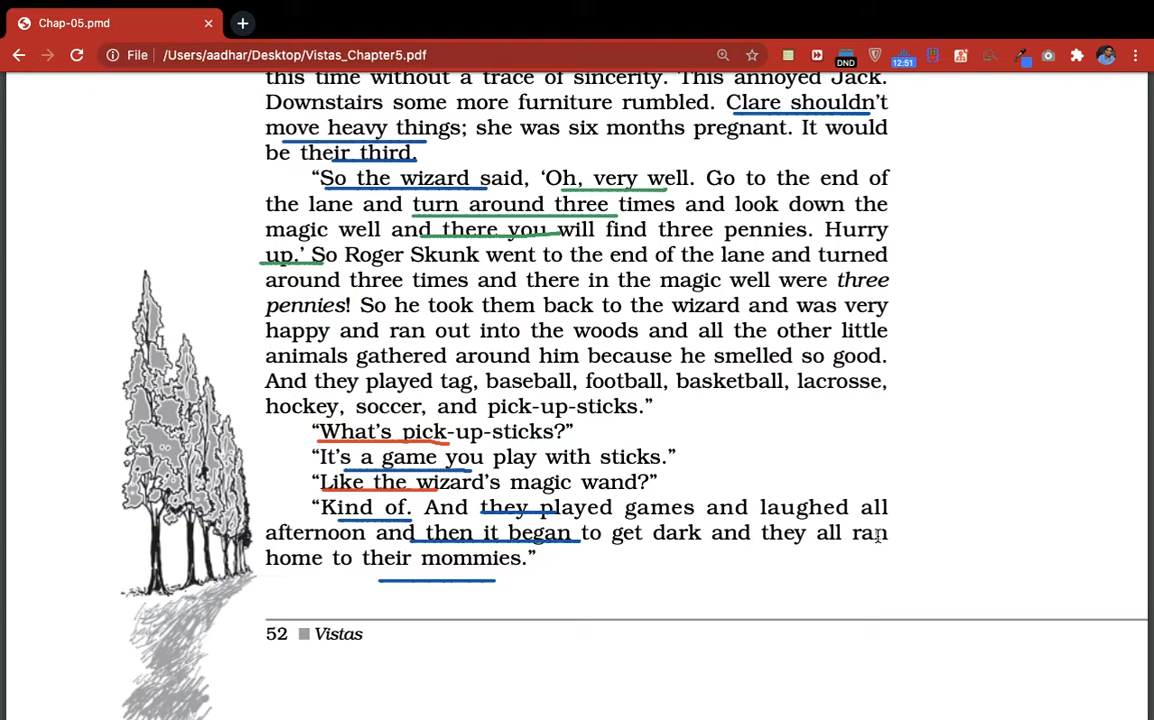 Chap-05.pmd
File
/Users/aadhar/Desktop/Vistas_Chapter5.pdf
DND
12:51
this time without a trace of sincerity. This annoyed Jack.
Downstairs some more furniture rumbled. Clare shouldn't
move heavy things; she was six months pregnant. It would
be their third.
“So the wizard said, ‘Oh, very well. Go to the end of
the lane and turn around three times and look down the
magic well and there you will find three pennies. Hurry
up.’ So Roger Skunk went to the end of the lane and turned
around three times and there in the magic well were three
pennies! So he took them back to the wizard and was very
happy and ran out into the woods and all the other little
animals gathered around him because he smelled so good.
And they played tag, baseball, football, basketball, lacrosse,
hockey, soccer, and pick-up-sticks.”
“What's pick-up-sticks?”
“It's a game you play with sticks.”
“Like the wizard's magic wand?”
“Kind of. And they played games and laughed all
afternoon and then it began to get dark and they all ran
home to their mommies.”
52 ■ Vistas